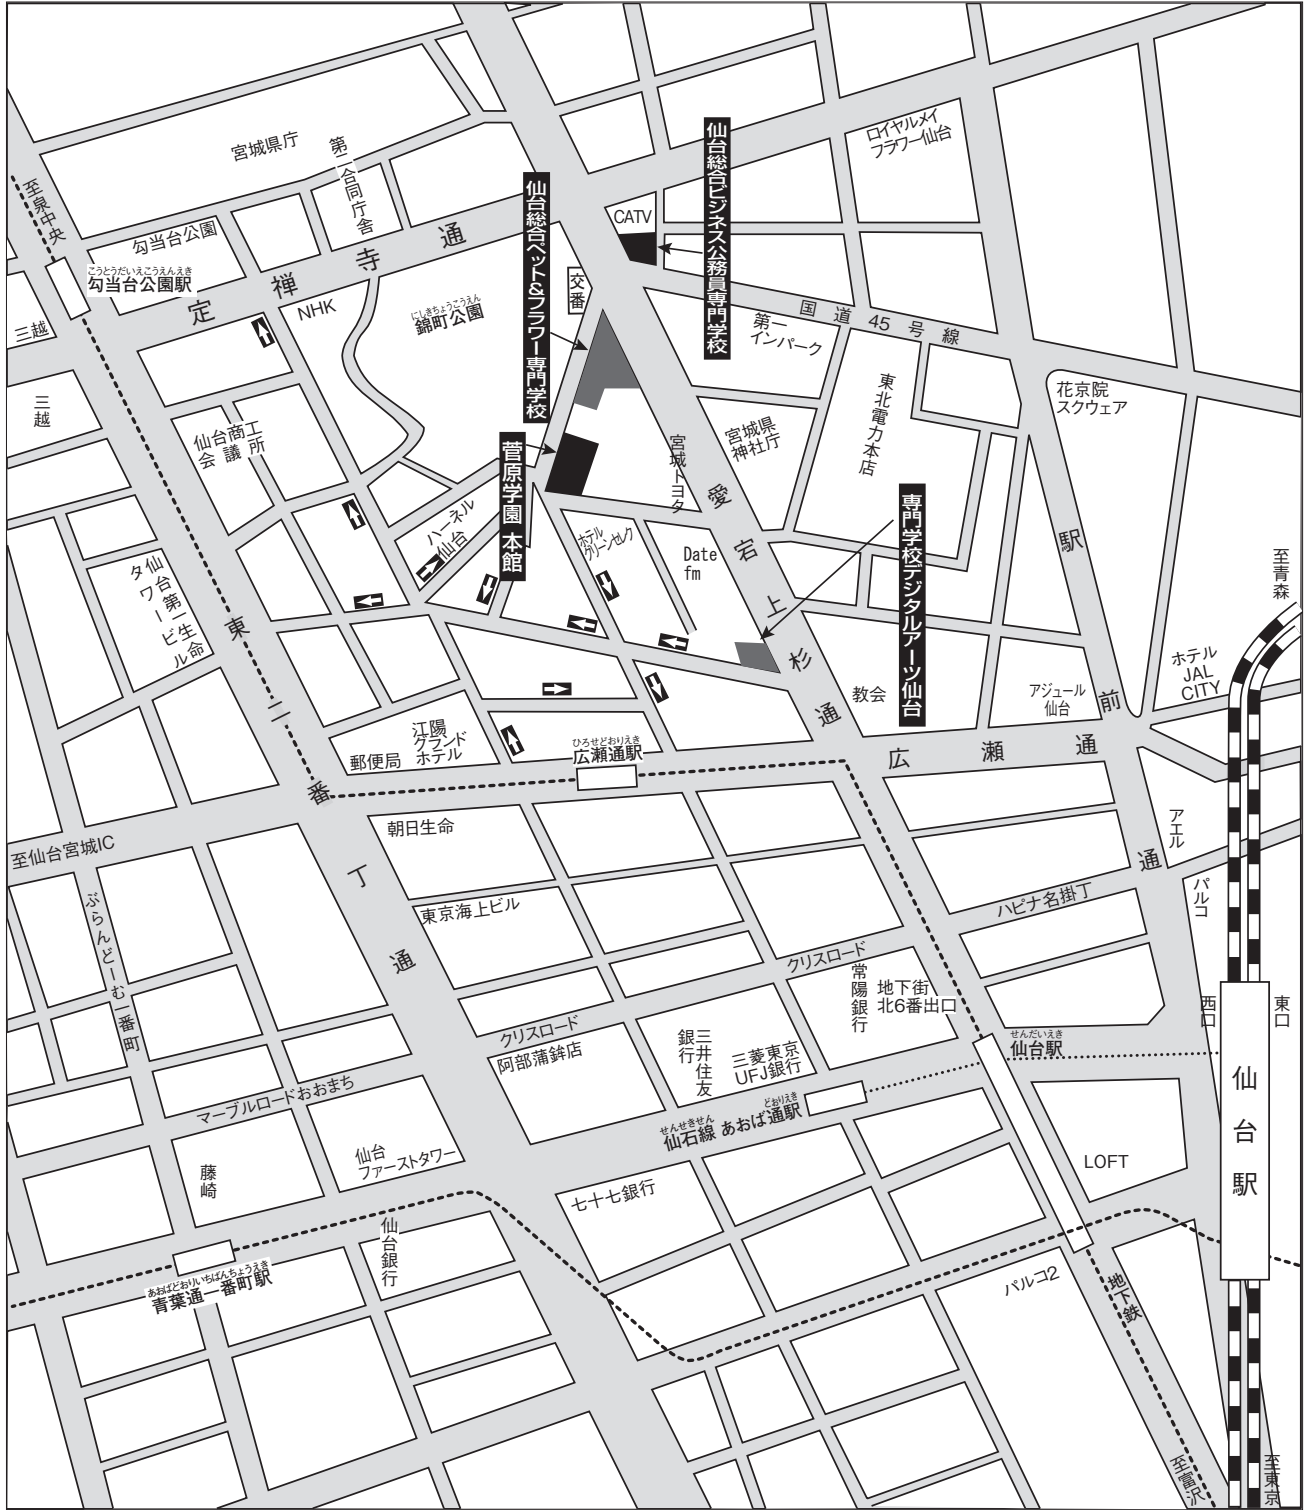 宮城県庁
第二合同庁舎
ロイヤルメイ
フラワー仙台
仙台総合ビジネス公務員専門学校
仙台総合ペット&フラワー専門学校
CATV
至泉中央
勾当台公園
こうとうだいえこうえんえき
勾当台公園駅
定禅寺通
交番
NHK
にしきちょうこうえん
錦町公園
国道45号線
第一
インパーク
三越
三越
東北電力本店
花京院
スクウェア
仙台商工
会議所
宮城県
神社庁
宮城トヨタ
菅原学園 本館
専門学校デジタルアーツ仙台
愛宕上杉通
ハーネル
仙台
ホテル
グリーンセレク
Date
fm
駅前通
至青森
仙台第一生命
タワービル
東二番丁通
ホテル
JAL
CITY
教会
アジュール
仙台
江陽
グランド
ホテル
郵便局
ひろせどおりえき
広瀬通駅
広瀬通
朝日生命
アエル
至仙台宮城IC
パルコ
ぶらんどーむ一番町
東京海上ビル
ハピナ名掛丁
クリスロード
常陽銀行
地下街
北6番出口
西口
東口
クリスロード
阿部蒲鉾店
三井住友
銀行
三菱東京
UFJ銀行
せんだいえき
仙台駅
仙台駅
マーブルロードおおまち
せんせきせん どおりえき
仙石線 あおば通駅
仙台
ファーストタワー
藤崎
LOFT
七十七銀行
仙台銀行
あおばどおりいちばんちょうえき
青葉通一番町駅
パルコ2
地下鉄
至富沢
至東京